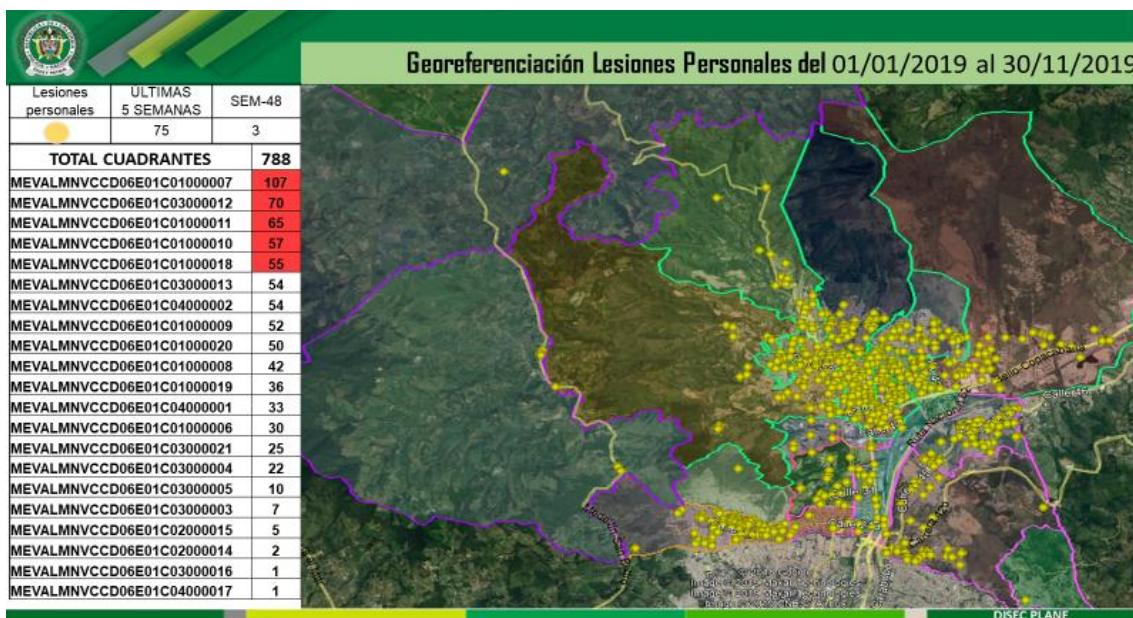 Georeferenciación Lesiones Personales del 01/01/2019 al 30/11/2019
Lesiones personales
ÚLTIMAS 5 SEMANAS
SEM-48
75 3
TOTAL CUADRANTES 788
MEVALMNVCCD06E01C01000007 107
MEVALMNVCCD06E01C03000012 70
MEVALMNVCCD06E01C01000011 65
MEVALMNVCCD06E01C01000010 57
MEVALMNVCCD06E01C01000018 55
MEVALMNVCCD06E01C03000013 54
MEVALMNVCCD06E01C04000002 54
MEVALMNVCCD06E01C01000009 52
MEVALMNVCCD06E01C01000020 50
MEVALMNVCCD06E01C01000008 42
MEVALMNVCCD06E01C01000019 36
MEVALMNVCCD06E01C04000001 33
MEVALMNVCCD06E01C01000006 30
MEVALMNVCCD06E01C03000021 25
MEVALMNVCCD06E01C03000004 22
MEVALMNVCCD06E01C03000005 10
MEVALMNVCCD06E01C03000003 7
MEVALMNVCCD06E01C02000015 5
MEVALMNVCCD06E01C02000014 2
MEVALMNVCCD06E01C03000016 1
MEVALMNVCCD06E01C04000017 1
DISEC PLANE